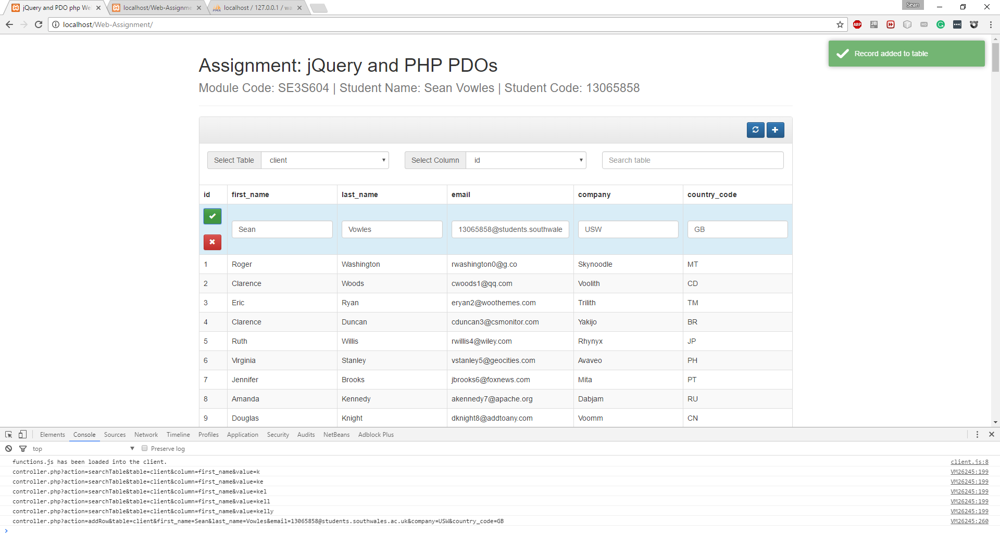 jQuery and PDO php We
localhost/Web-Assignme
localhost / 127.0.0.1 / wa
Sean
localhost/Web-Assignment/
Record added to table
Assignment: jQuery and PHP PDOs
Module Code: SE3S604 | Student Name: Sean Vowles | Student Code: 13065858
Select Table client
Select Column id
Search table
id first_name last_name email company country_code
Sean Vowles 13065858@students.southwale USW GB
1 Roger Washington rwashington0@g.co Skynoodle MT
2 Clarence Woods cwoods1@qq.com Voolith CD
3 Eric Ryan eryan2@woothemes.com Trilith TM
4 Clarence Duncan cduncan3@csmonitor.com Yakijo BR
5 Ruth Willis rwillis4@wiley.com Rhynyx JP
6 Virginia Stanley vstanley5@geocities.com Avaveo PH
7 Jennifer Brooks jbrooks6@foxnews.com Mita PT
8 Amanda Kennedy akennedy7@apache.org Dabjam RU
9 Douglas Knight dknight8@addtoany.com Voomm CN
Elements Console Sources Network Timeline Profiles Application Security Audits NetBeans Adblock Plus
top Preserve log
functions.js has been loaded into the client. client.js:8
controller.php?action=searchTable&table=client&column=first_name&value=k VM26245:199
controller.php?action=searchTable&table=client&column=first_name&value=ke VM26245:199
controller.php?action=searchTable&table=client&column=first_name&value=kel VM26245:199
controller.php?action=searchTable&table=client&column=first_name&value=kell VM26245:199
controller.php?action=searchTable&table=client&column=first_name&value=kelly VM26245:199
controller.php?action=addRow&table=client&first_name=Sean&last_name=Vowles&email=13065858@students.southwales.ac.uk&company=USW&country_code=GB VM26245:260